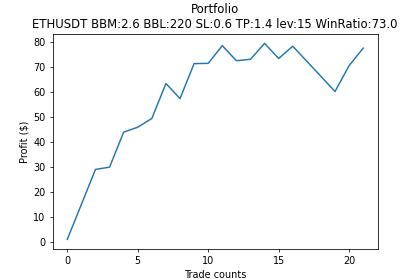 Portfolio
ETHUSDT BBM:2.6 BBL:220 SL:0.6 TP:1.4 lev:15 WinRatio:73.0
80
70
60
50
40
30
20
10
0
Profit ($)
0 5 10 15 20
Trade counts